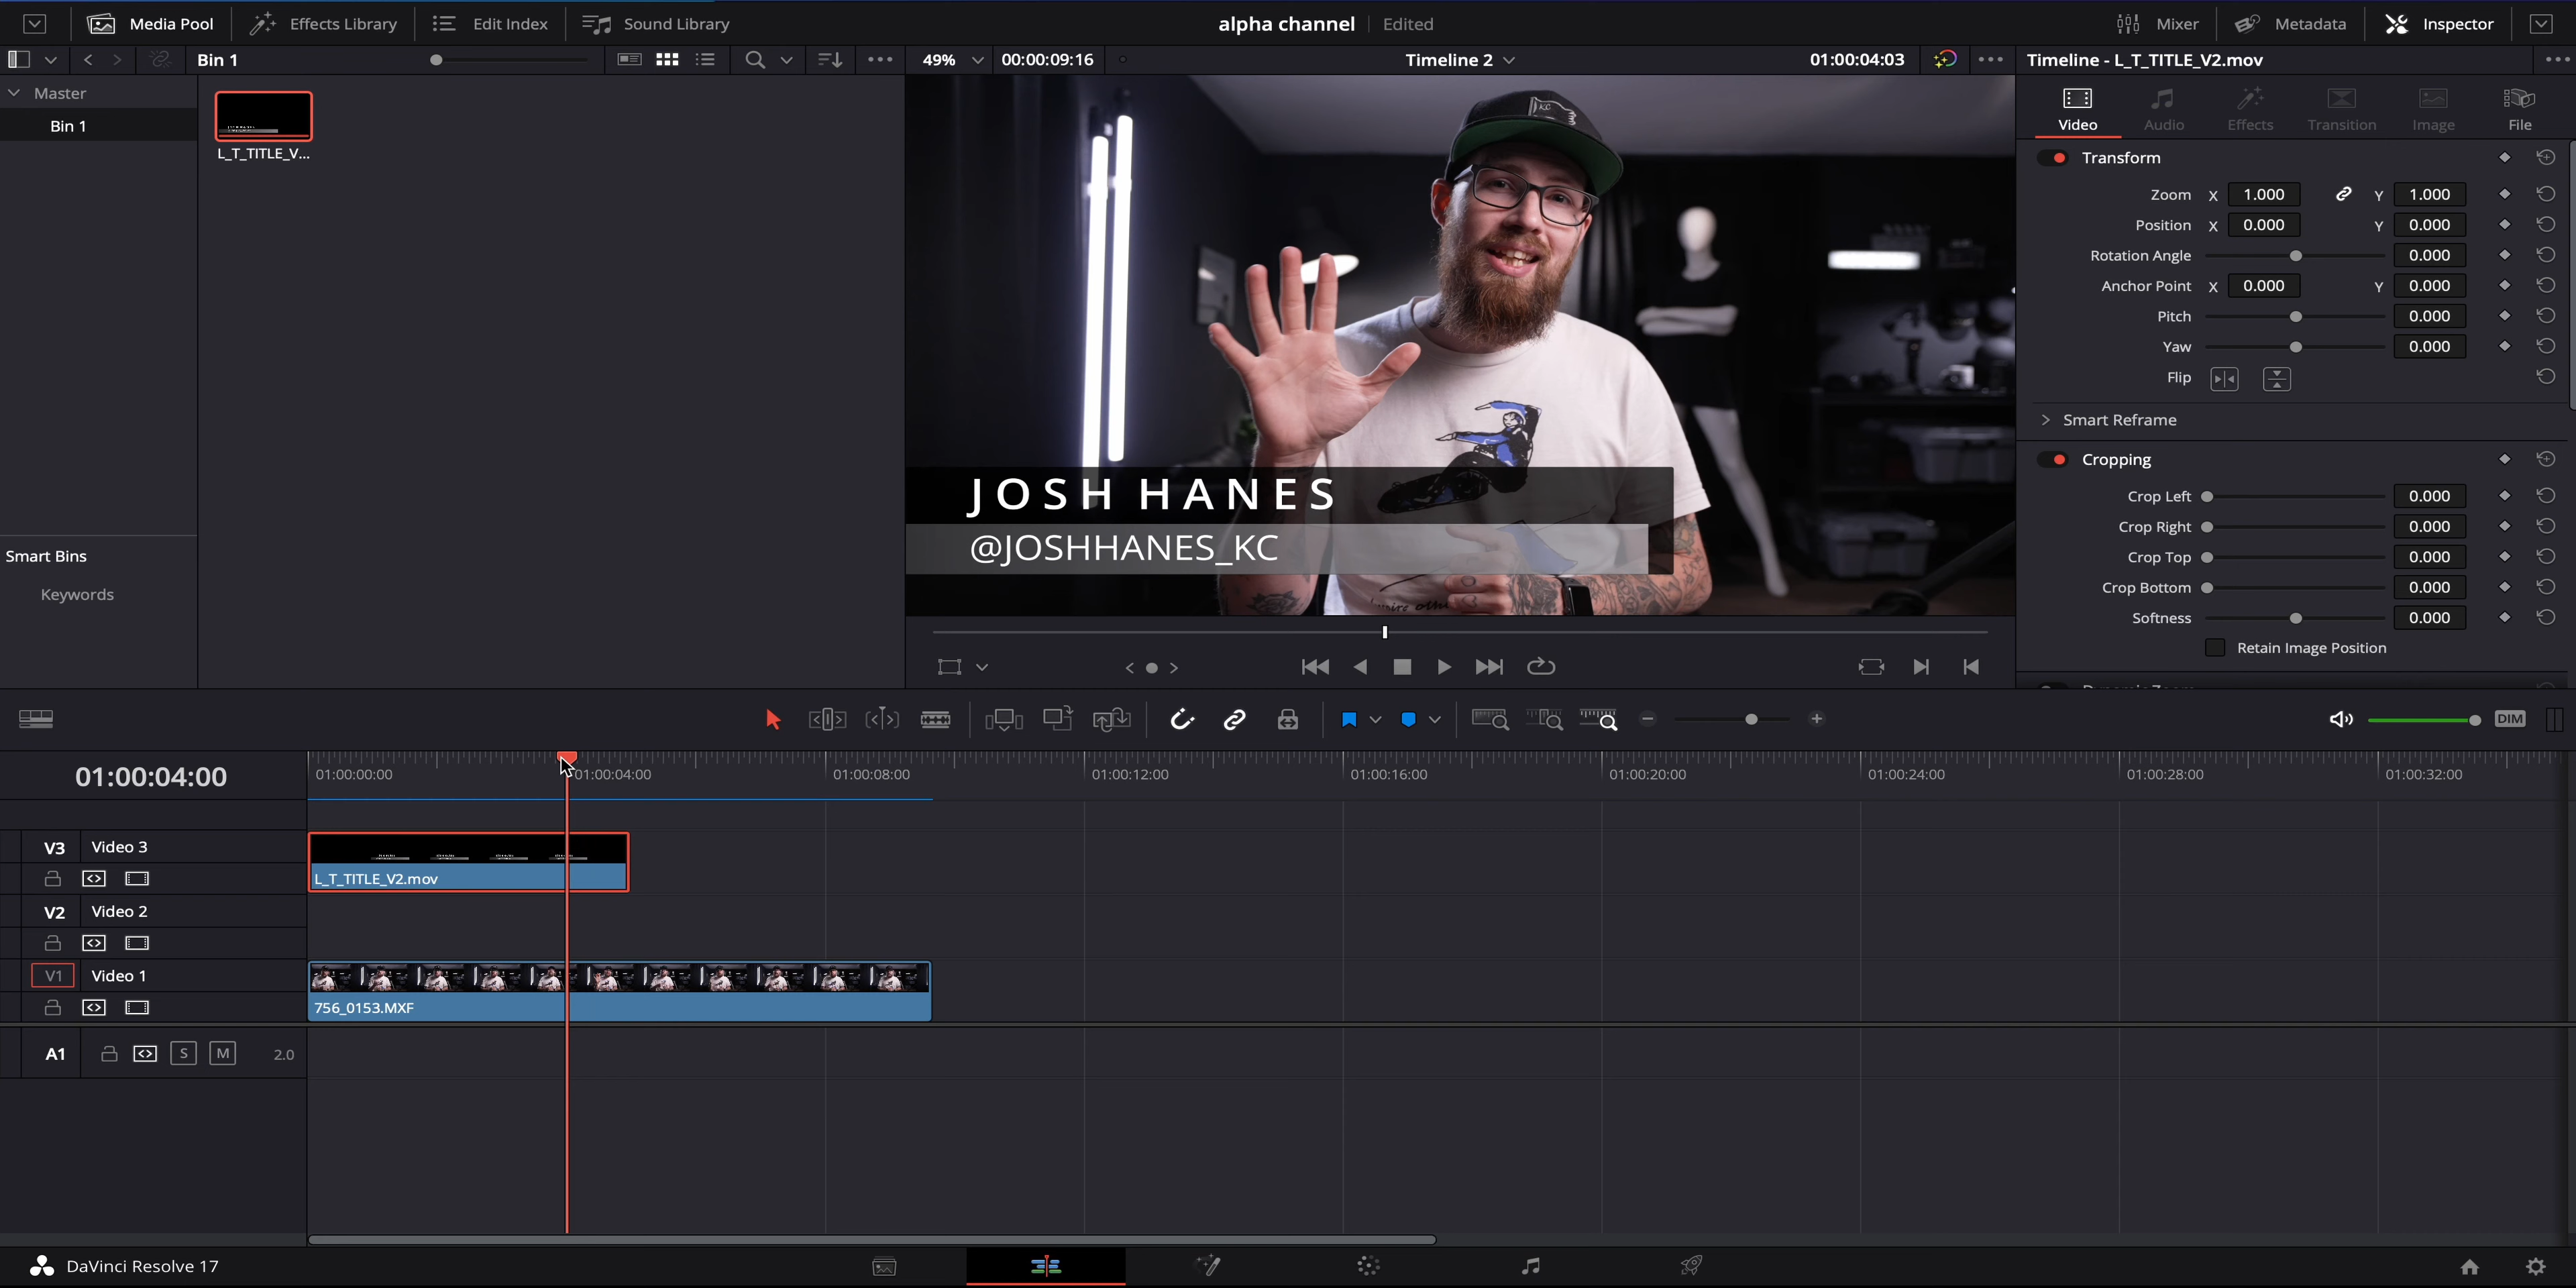 Media Pool Effects Library Edit Index Sound Library alpha channel Edited Mixer Metadata Inspector
Bin 1 49% 00:00:09:16 Timeline 2 01:00:04:03 Timeline - L_T_TITLE_V2.mov
Master
Bin 1
L_T_TITLE_V...
Smart Bins
Keywords
KC
JOSH HANES
@JOSHHANES_KC
Video Audio Effects Transition Image File
Transform
Zoom X 1.000 Y 1.000
Position X 0.000 Y 0.000
Rotation Angle 0.000
Anchor Point X 0.000 Y 0.000
Pitch 0.000
Yaw 0.000
Flip
Smart Reframe
Cropping
Crop Left 0.000
Crop Right 0.000
Crop Top 0.000
Crop Bottom 0.000
Softness 0.000
Retain Image Position
DIM
01:00:04:00 01:00:00:00 01:00:04:00 01:00:08:00 01:00:12:00 01:00:16:00 01:00:20:00 01:00:24:00 01:00:28:00 01:00:32:00
V3 Video 3
L_T_TITLE_V2.mov
V2 Video 2
V1 Video 1
756_0153.MXF
A1 S M 2.0
DaVinci Resolve 17